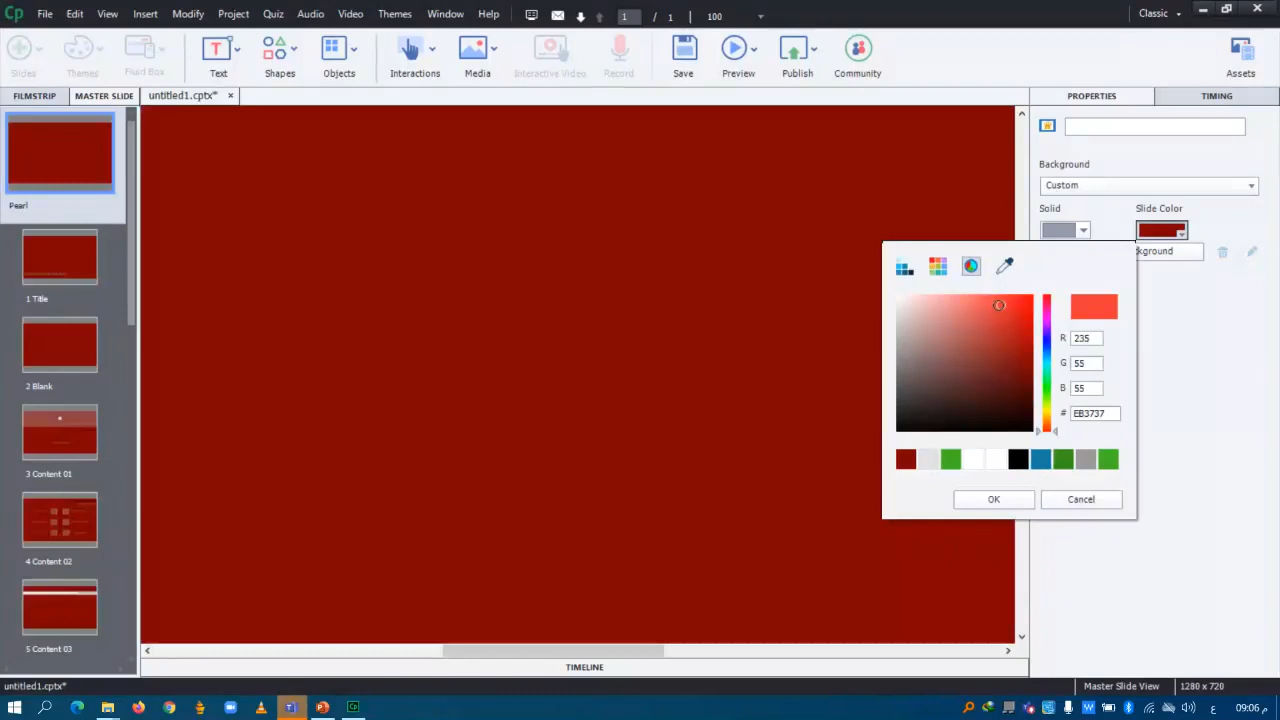 Cp File Edit View Insert Modify Project Quiz Audio Video Themes Window Help 1 / 1 100 Classic
Slides Themes Fluid Box Text Shapes Objects Interactions Media Interactive Video Record Save Preview Publish Community Assets
FILMSTRIP MASTER SLIDE untitled1.cptx* × PROPERTIES TIMING
Pearl
1 Title
2 Blank
3 Content 01
4 Content 02
5 Content 03
Background
Custom
Solid Slide Color
kground
R 235
G 55
B 55
# EB3737
OK Cancel
TIMELINE
untitled1.cptx* Master Slide View 1280 x 720
ع 09:06 م